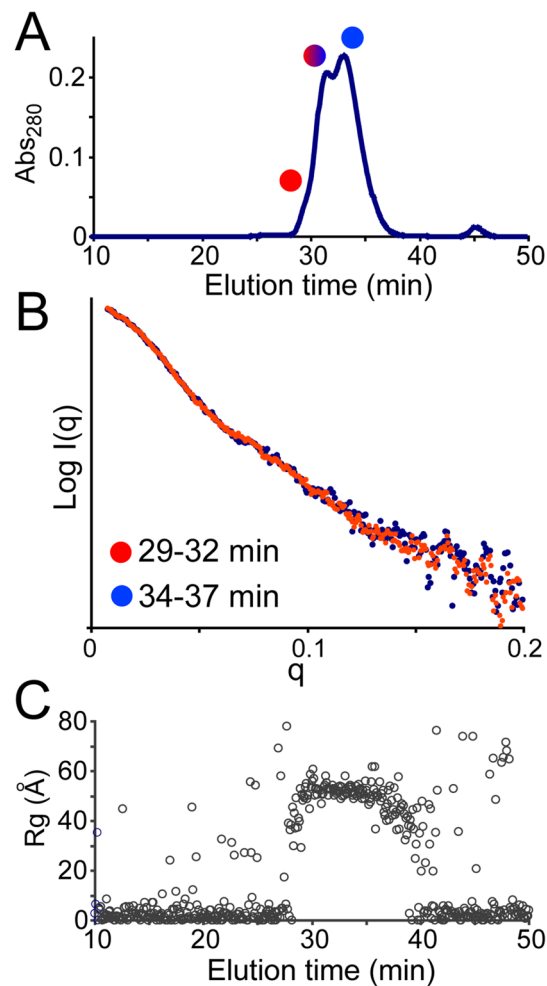 A
Abs280
0.2
0.1
0
10 20 30 40 50
Elution time (min)
B
Log I(q)
29-32 min
34-37 min
0 0.1 0.2
q
C
Rg (Å)
80
60
40
20
0
10 20 30 40 50
Elution time (min)